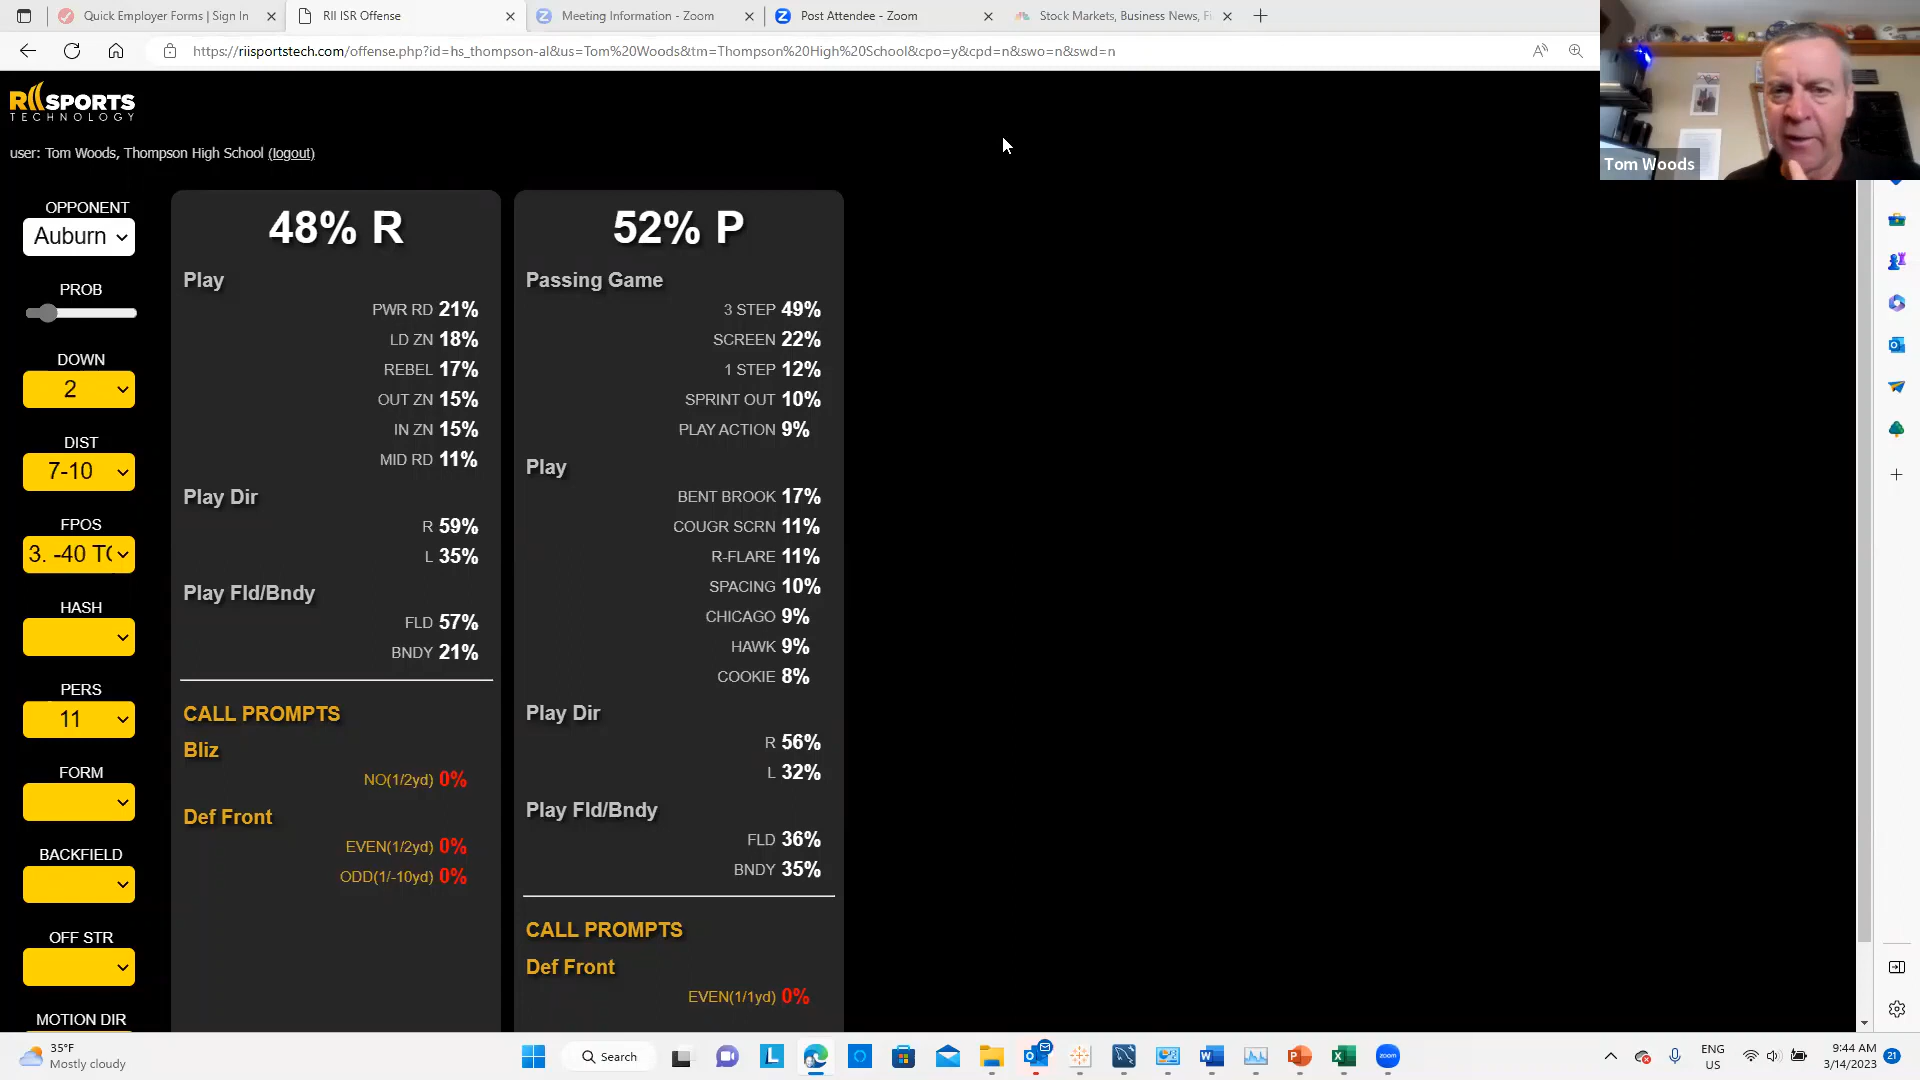 Quick Employer Forms | Sign In
RII ISR Offense
Meeting Information - Zoom
Post Attendee - Zoom
Stock Markets, Business News, Fi
https://riisportstech.com/offense.php?id=hs_thompson-al&us=Tom%20Woods&tm=Thompson%20High%20School&cpo=y&cpd=n&swo=n&swd=n
RII SPORTS
TECHNOLOGY
user: Tom Woods, Thompson High School (logout)
Tom Woods
OPPONENT
Auburn
PROB
DOWN
2
DIST
7-10
FPOS
3. -40 TO
HASH
PERS
11
FORM
BACKFIELD
OFF STR
MOTION DIR
48% R
Play
PWR RD 21%
LD ZN 18%
REBEL 17%
OUT ZN 15%
IN ZN 15%
MID RD 11%
Play Dir
R 59%
L 35%
Play Fld/Bndy
FLD 57%
BNDY 21%
CALL PROMPTS
Bliz
NO(1/2yd) 0%
Def Front
EVEN(1/2yd) 0%
ODD(1/-10yd) 0%
52% P
Passing Game
3 STEP 49%
SCREEN 22%
1 STEP 12%
SPRINT OUT 10%
PLAY ACTION 9%
Play
BENT BROOK 17%
COUGR SCRN 11%
R-FLARE 11%
SPACING 10%
CHICAGO 9%
HAWK 9%
COOKIE 8%
Play Dir
R 56%
L 32%
Play Fld/Bndy
FLD 36%
BNDY 35%
CALL PROMPTS
Def Front
EVEN(1/1yd) 0%
35°F
Mostly cloudy
Search
zoom
ENG
US
9:44 AM
3/14/2023
21